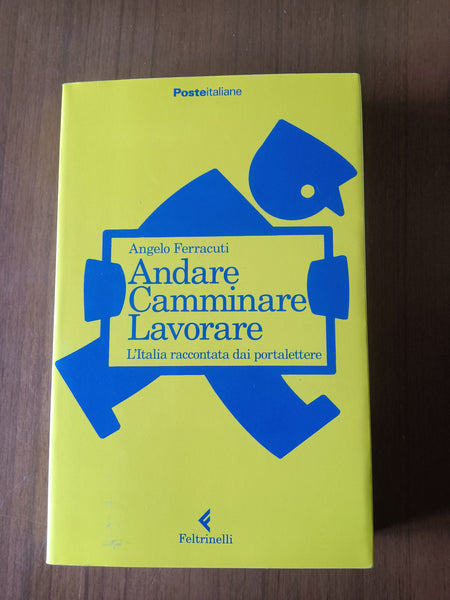 Posteitaliane
Angelo Ferracuti
Andare
Camminare
Lavorare
L'Italia raccontata dai portalettere
Feltrinelli